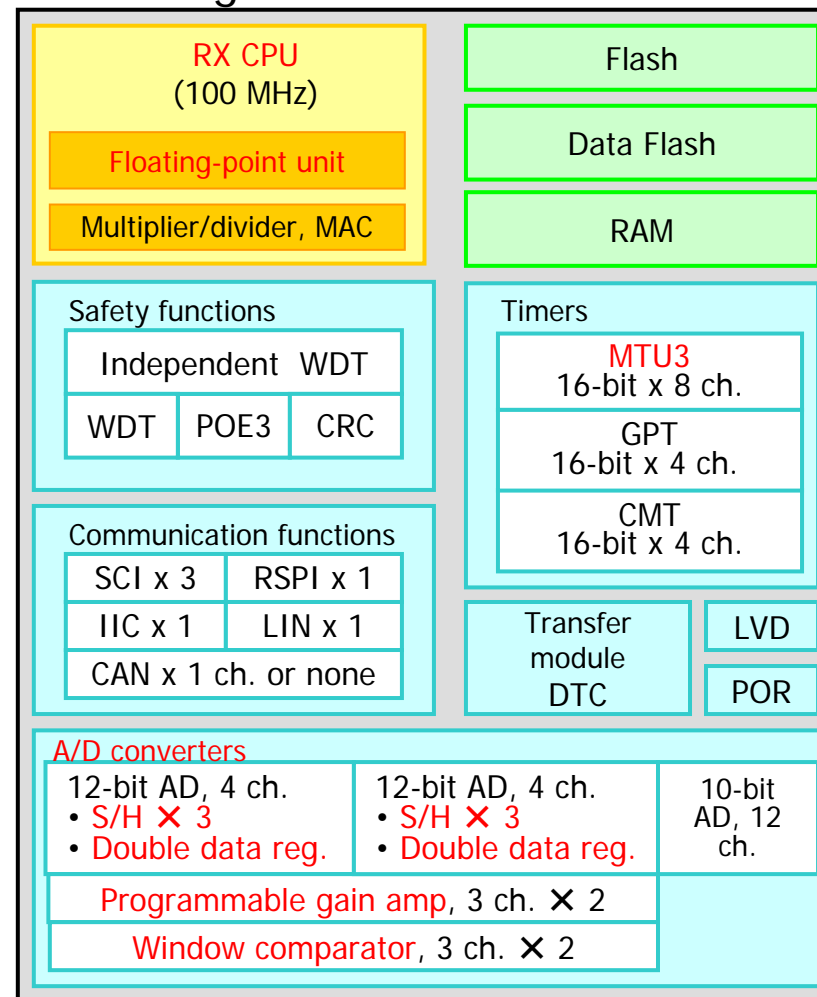 RX CPU
(100 MHz)
Floating-point unit
Multiplier/divider, MAC
Flash
Data Flash
RAM
Safety functions
Independent WDT
WDT
POE3
CRC
Timers
MTU3
16-bit x 8 ch.
GPT
16-bit x 4 ch.
CMT
16-bit x 4 ch.
Communication functions
SCI x 3
RSPI x 1
IIC x 1
LIN x 1
CAN x 1 ch. or none
Transfer
module
DTC
LVD
POR
A/D converters
12-bit AD, 4 ch.
• S/H × 3
• Double data reg.
12-bit AD, 4 ch.
• S/H × 3
• Double data reg.
10-bit
AD, 12
ch.
Programmable gain amp, 3 ch. × 2
Window comparator, 3 ch. × 2